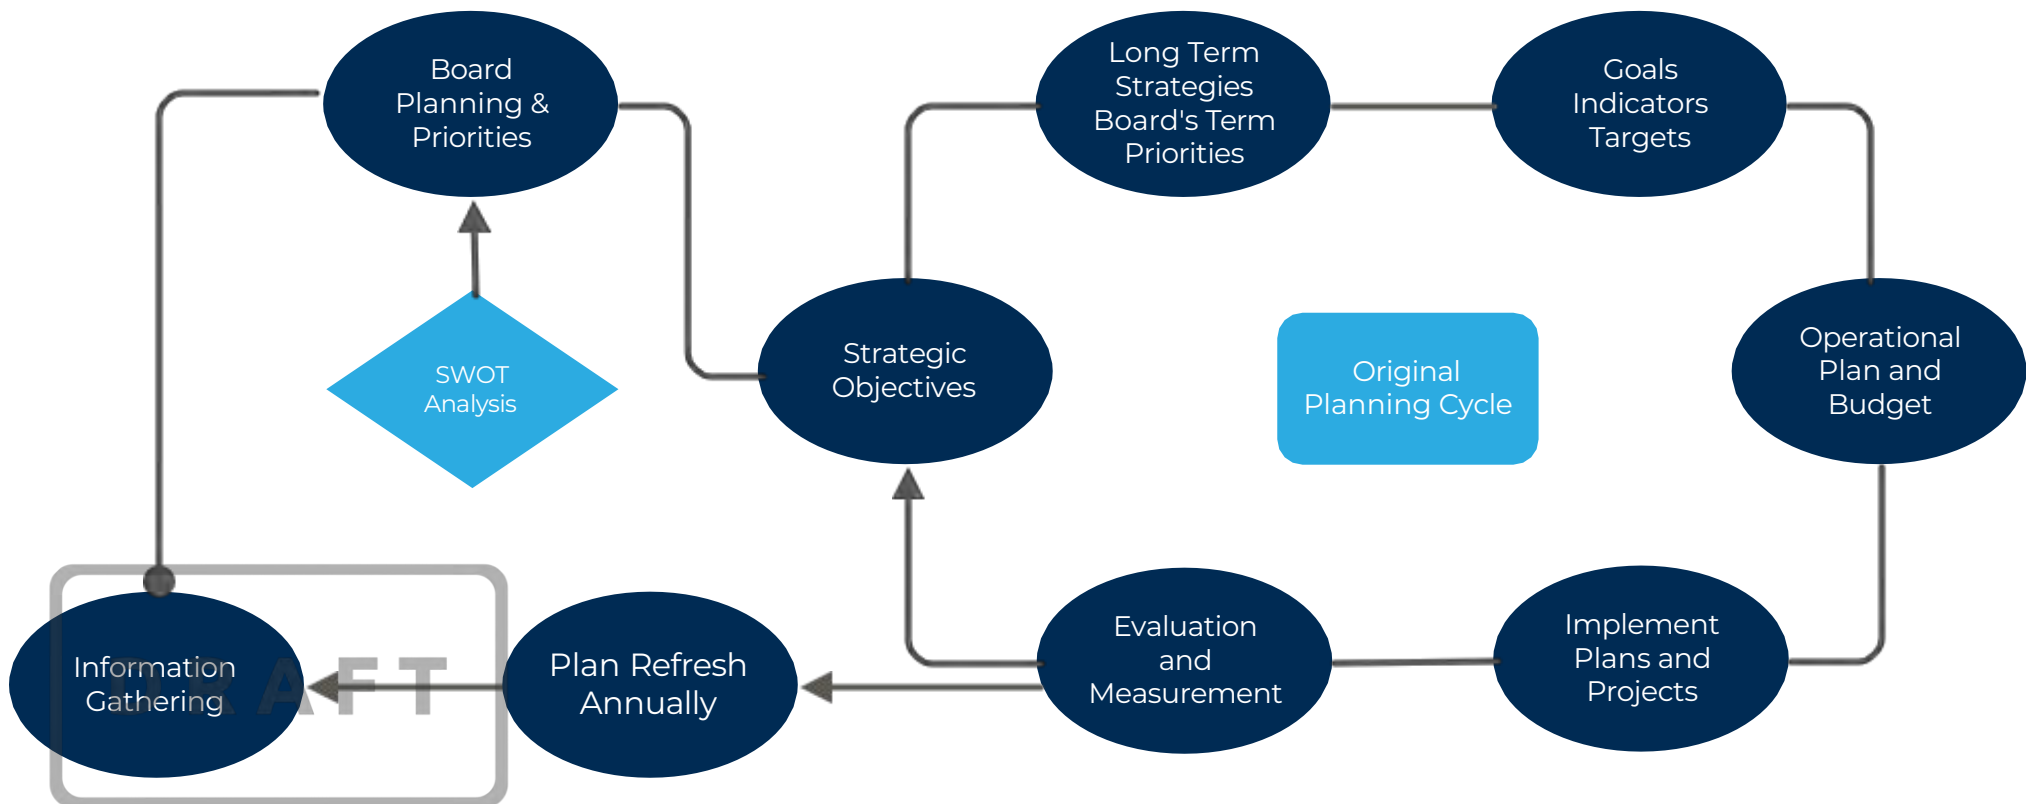 Board
Planning &
Priorities
Long Term
Strategies
Board's Term
Priorities
Goals
Indicators
Targets
SWOT
Analysis
Strategic
Objectives
Original
Planning Cycle
Operational
Plan and
Budget
Information
Gathering
DRAFT
Plan Refresh
Annually
Evaluation
and
Measurement
Implement
Plans and
Projects